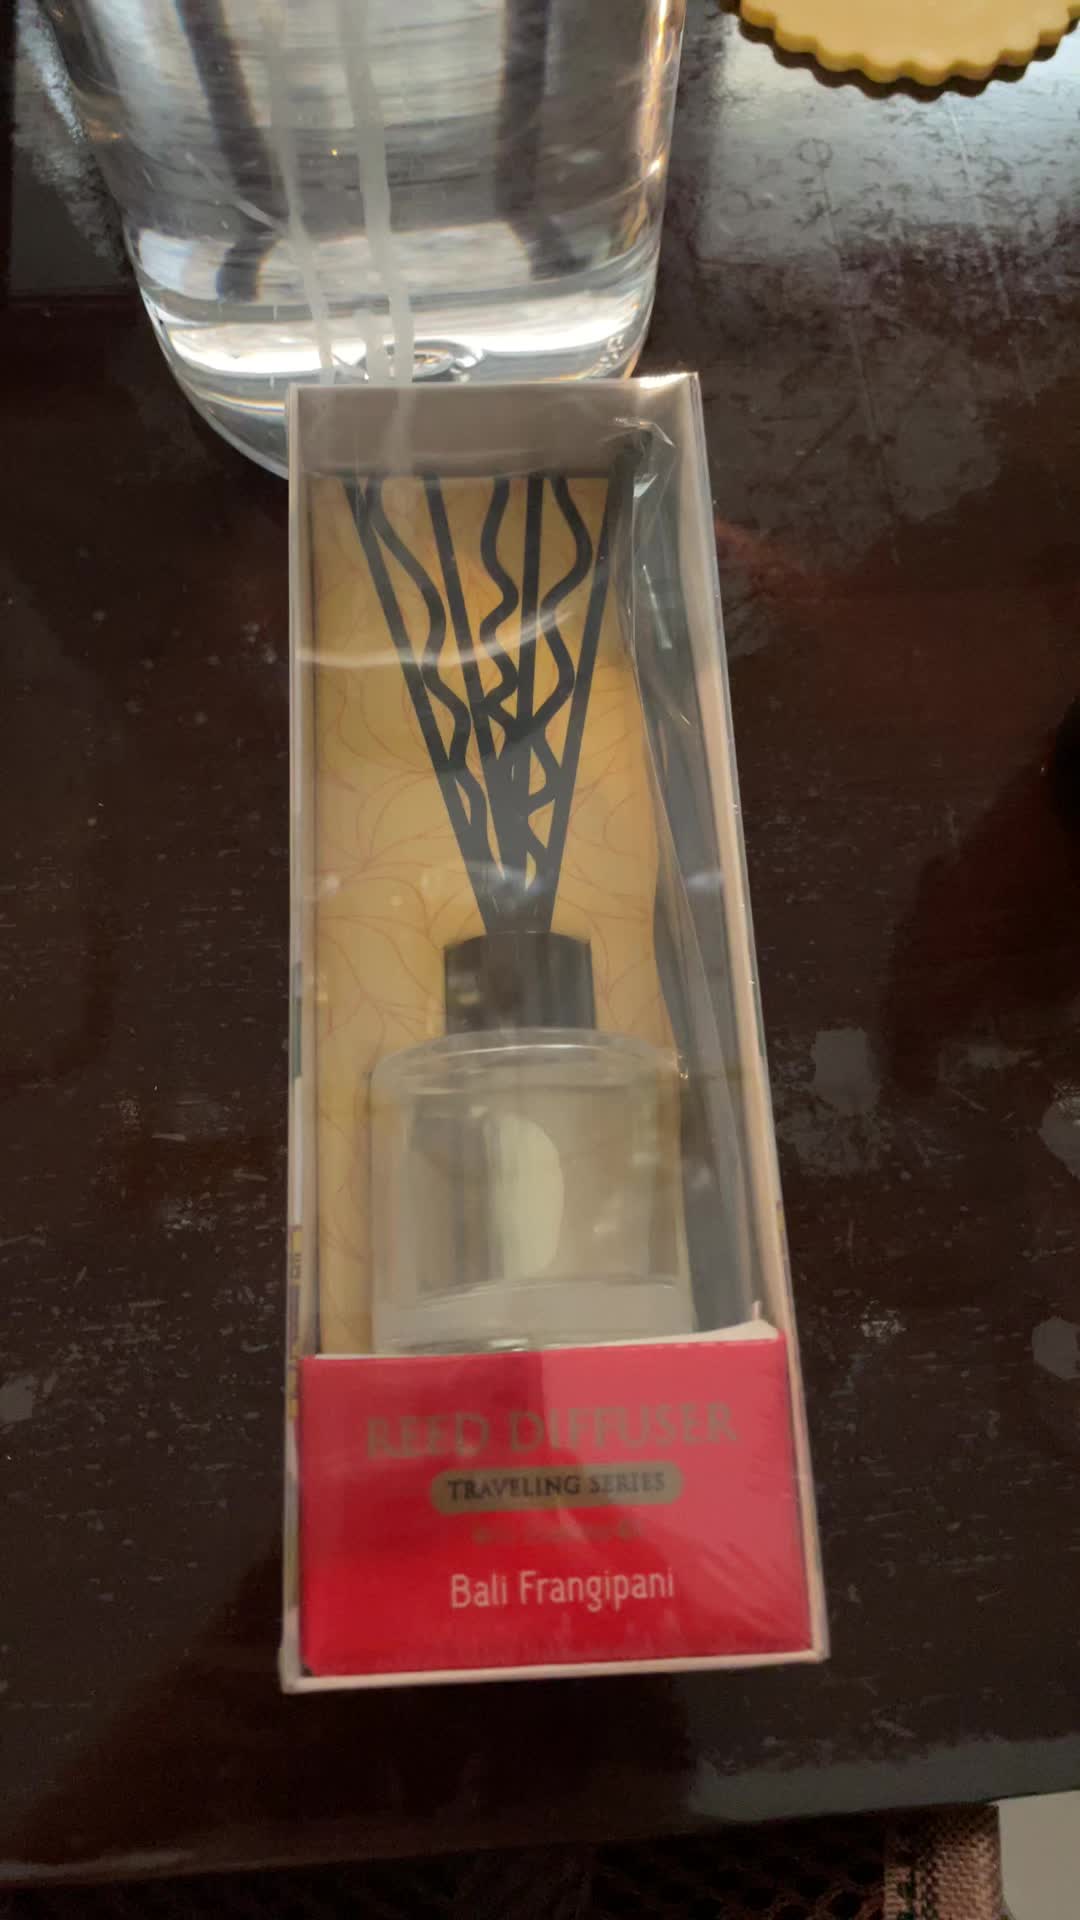 REED DIFFUSER
TRAVELING SERIES
Bali Frangipani